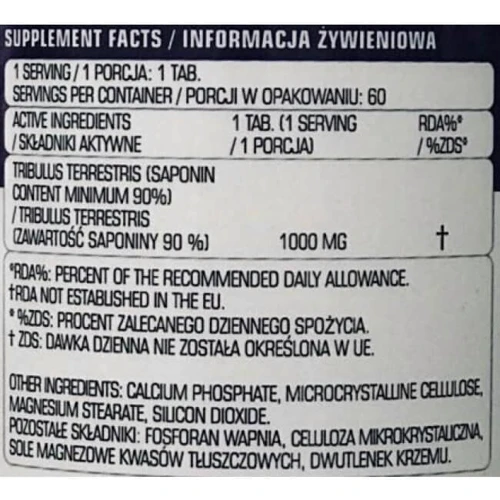 SUPPLEMENT FACTS / INFORMACJA ŻYWIENIOWA
1 SERVING / 1 PORCJA: 1 TAB.
SERVINGS PER CONTAINER / PORCJI W OPAKOWANIU: 60
ACTIVE INGREDIENTS 1 TAB. (1 SERVING RDA%*
/ SKŁADNIKI AKTYWNE / 1 PORCJA) / %ZDS*
TRIBULUS TERRESTRIS (SAPONIN
CONTENT MINIMUM 90%)
/ TRIBULUS TERRESTRIS
(ZAWARTOŚĆ SAPONINY 90 %) 1000 MG †
*RDA%: PERCENT OF THE RECOMMENDED DAILY ALLOWANCE.
†RDA NOT ESTABLISHED IN THE EU.
* %ZDS: PROCENT ZALECANEGO DZIENNEGO SPOŻYCIA.
† ZDS: DAWKA DZIENNA NIE ZOSTAŁA OKREŚLONA W UE.
OTHER INGREDIENTS: CALCIUM PHOSPHATE, MICROCRYSTALLINE CELLULOSE,
MAGNESIUM STEARATE, SILICON DIOXIDE.
POZOSTAŁE SKŁADNIKI: FOSFORAN WAPNIA, CELULOZA MIKROKRYSTALICZNA,
SOLE MAGNEZOWE KWASÓW TŁUSZCZOWYCH, DWUTLENEK KRZEMU.